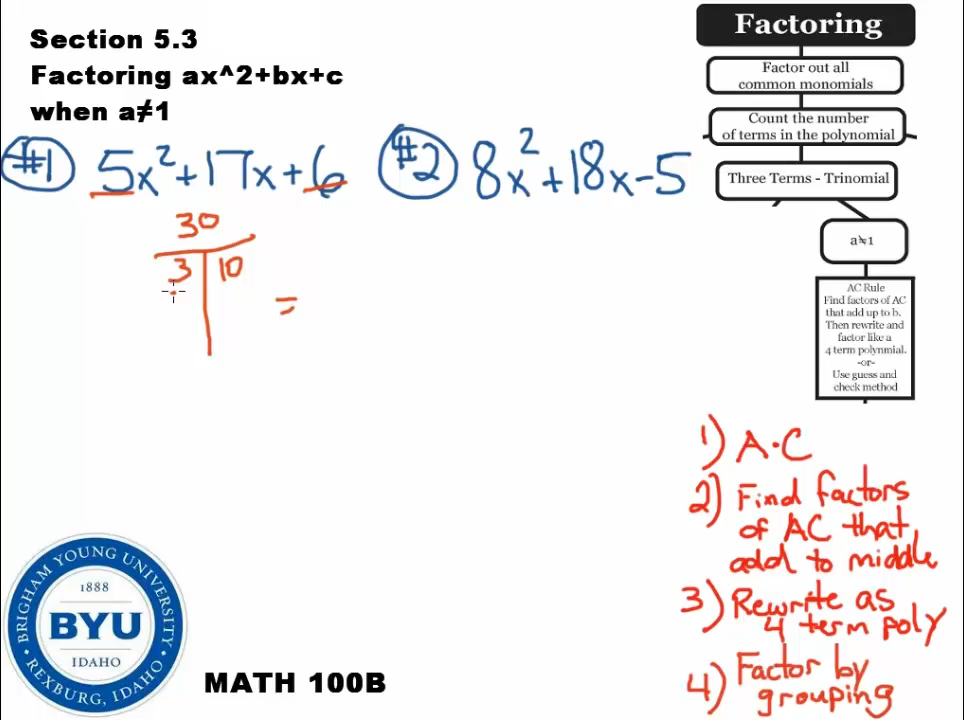 Section 5.3
Factoring ax^2+bx+c
when a≠1
#1 5x²+17x+6
#2 8x²+18x-5
30
3 10
=
Factoring
Factor out all
common monomials
Count the number
of terms in the polynomial
Three Terms - Trinomial
a≒1
AC Rule
Find factors of AC
that add up to b.
Then rewrite and
factor like a
4 term polynmial.
-or-
Use guess and
check method
1) A·C
2) Find factors
of AC that
add to middle
3) Rewrite as
4 term poly
4) Factor by
grouping
BRIGHAM YOUNG UNIVERSITY
1888
BYU
IDAHO
REXBURG, IDAHO
MATH 100B